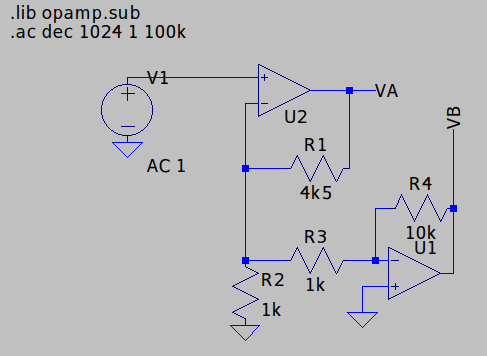 .lib opamp.sub
.ac dec 1024 1 100k
V1
+
-
AC 1
+
-
U2
VA
R1
4k5
VB
R4
10k
U1
R3
1k
-
+
R2
1k